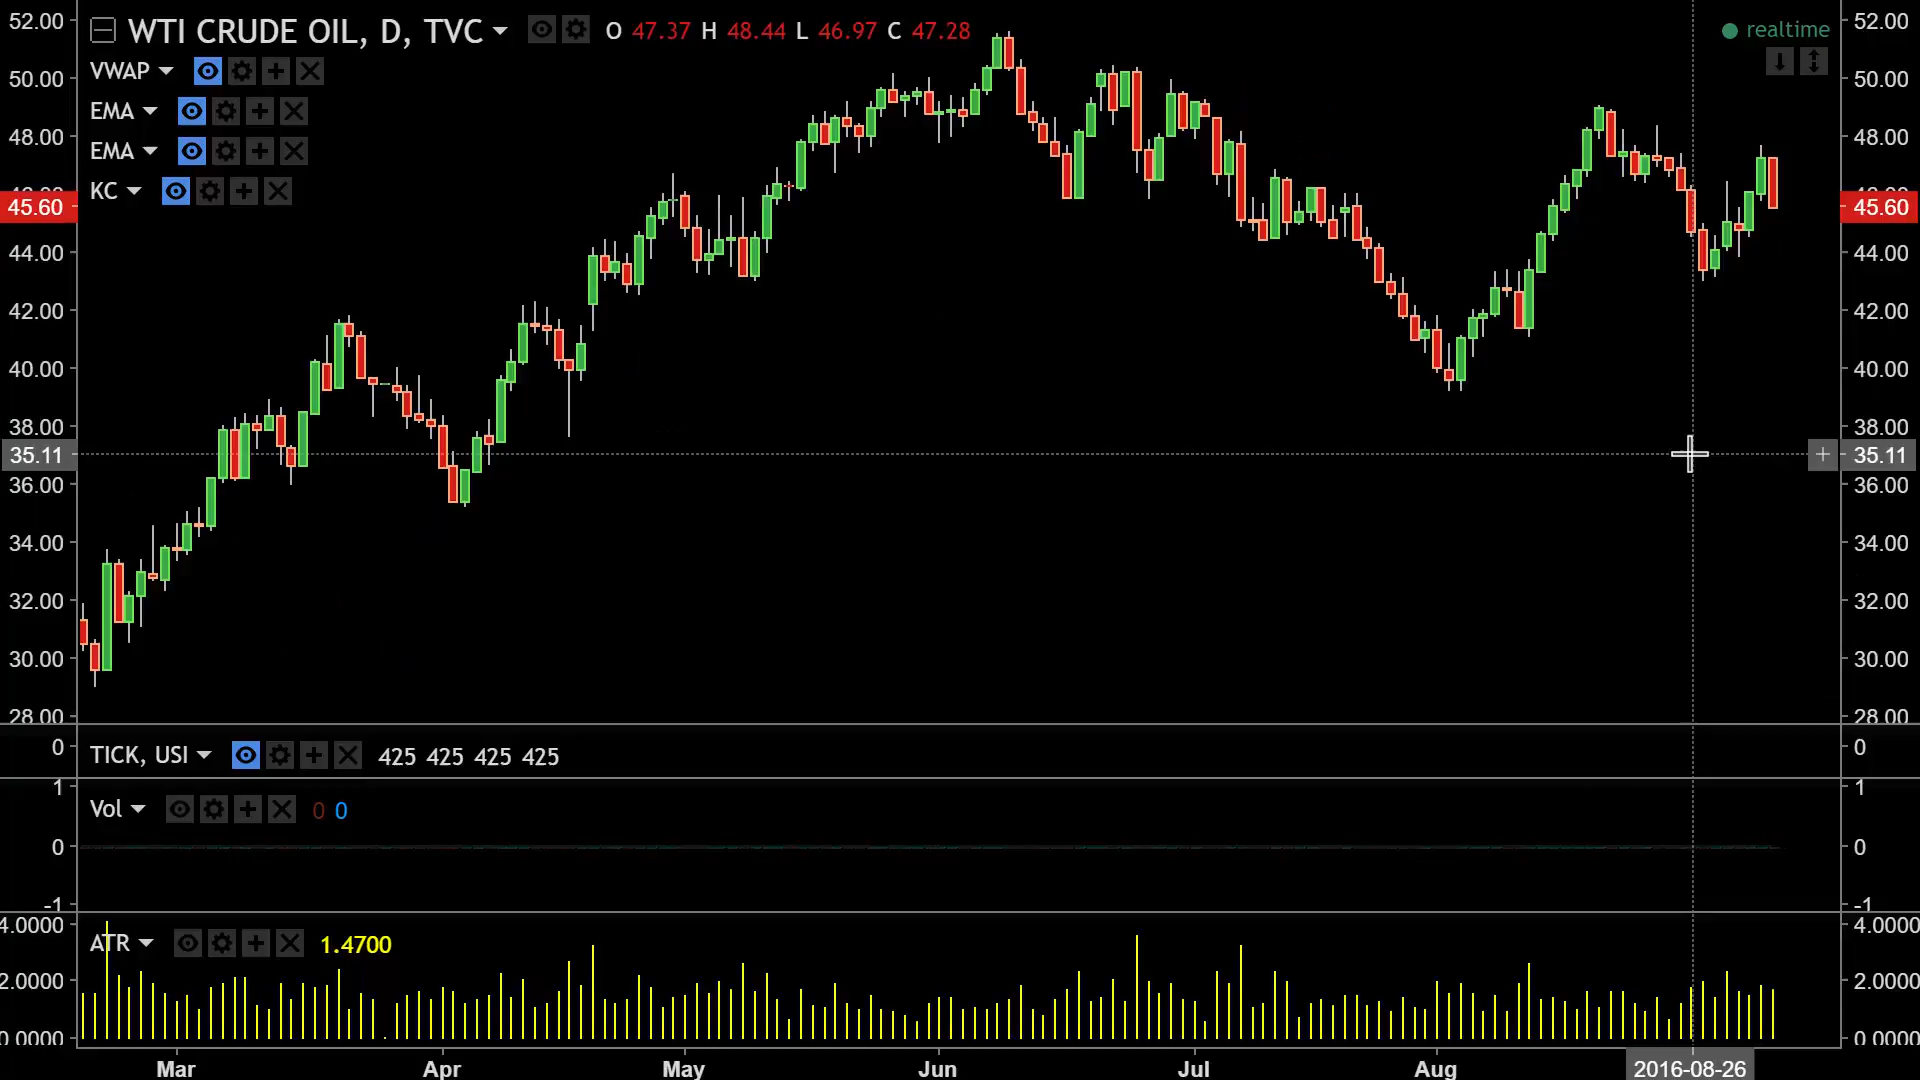 WTI CRUDE OIL, D, TVC O 47.37 H 48.44 L 46.97 C 47.28
realtime
VWAP
EMA
EMA
KC
52.00 52.00
50.00 50.00
48.00 48.00
45.60 45.60
44.00 44.00
42.00 42.00
40.00 40.00
38.00 38.00
35.11 35.11
36.00 36.00
34.00 34.00
32.00 32.00
30.00 30.00
28.00 28.00
0 TICK, USI 425 425 425 425 0
1 1
Vol 0 0
0 0
-1 -1
4.0000 4.0000
ATR 1.4700
2.0000 2.0000
0.0000 0.0000
Mar Apr May Jun Jul Aug 2016-08-26